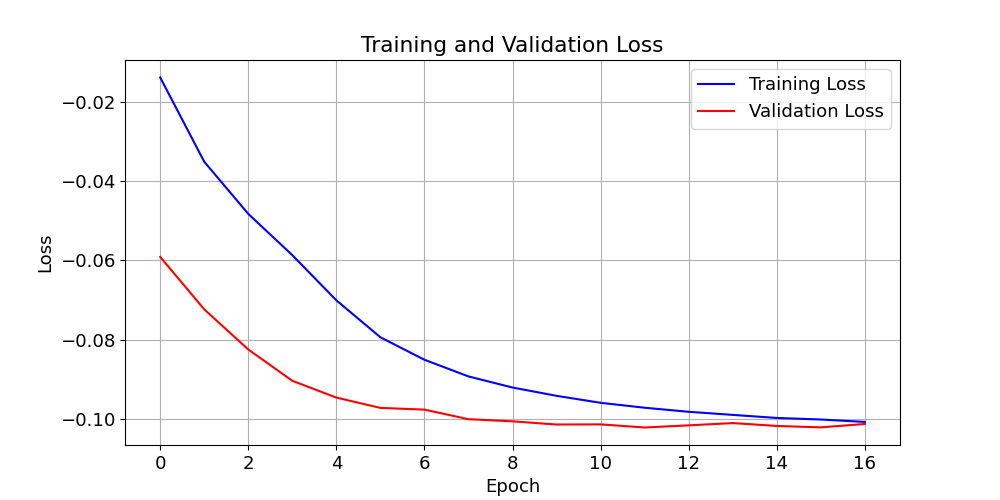 Training and Validation Loss
Training Loss
Validation Loss
−0.02
−0.04
−0.06
−0.08
−0.10
Loss
0 2 4 6 8 10 12 14 16
Epoch